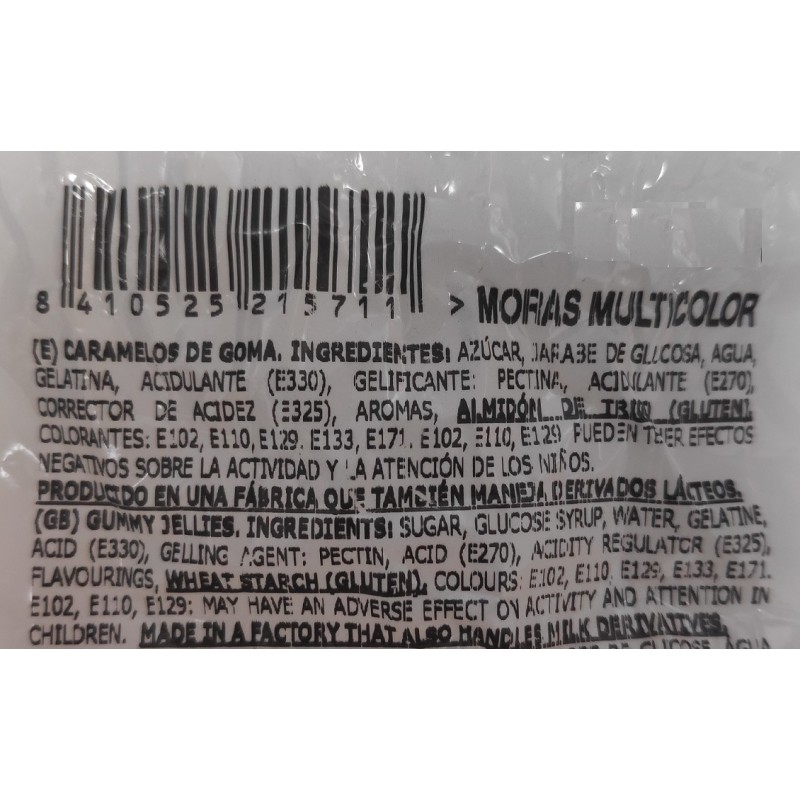 8 410525 215711 > MORAS MULTICOLOR
(E) CARAMELOS DE GOMA. INGREDIENTES: AZÚCAR, JARABE DE GLUCOSA, AGUA,
GELATINA, ACIDULANTE (E330), GELIFICANTE: PECTINA, ACIDULANTE (E270),
CORRECTOR DE ACIDEZ (E325), AROMAS, ALMIDÓN DE TRIGO (GLUTEN),
COLORANTES: E102, E110, E129, E133, E171. E102, E110, E129 PUEDEN TENER EFECTOS
NEGATIVOS SOBRE LA ACTIVIDAD Y LA ATENCIÓN DE LOS NIÑOS.
PRODUCIDO EN UNA FÁBRICA QUE TAMBIÉN MANEJA DERIVADOS LÁCTEOS.
(GB) GUMMY JELLIES. INGREDIENTS: SUGAR, GLUCOSE SYRUP, WATER, GELATINE,
ACID (E330), GELLING AGENT: PECTIN, ACID (E270), ACIDITY REGULATOR (E325),
FLAVOURINGS, WHEAT STARCH (GLUTEN), COLOURS: E102, E110, E129, E133, E171.
E102, E110, E129: MAY HAVE AN ADVERSE EFFECT ON ACTIVITY AND ATTENTION IN
CHILDREN. MADE IN A FACTORY THAT ALSO HANDLES MILK DERIVATIVES.
DE GLUCOSE, ÁGUA